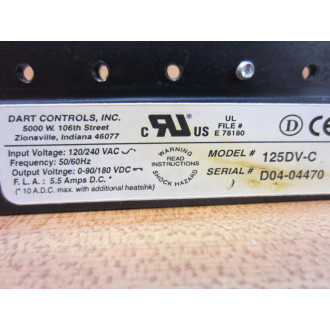 DART CONTROLS, INC.
5000 W. 106th Street
Zionsville, Indiana 46077
C UL US
UL
FILE #
E 78180
D
CE
Input Voltage: 120/240 VAC
Frequency: 50/60Hz
Output Voltnge: 0-90/180 VDC
F. L. A. : 5.5 Amps D.C. *
(* 10 A.D.C. max. with additional heatsink)
WARNING
READ
INSTRUCTIONS
SHOCK HAZARD
MODEL # 125DV-C
SERIAL # D04-04470